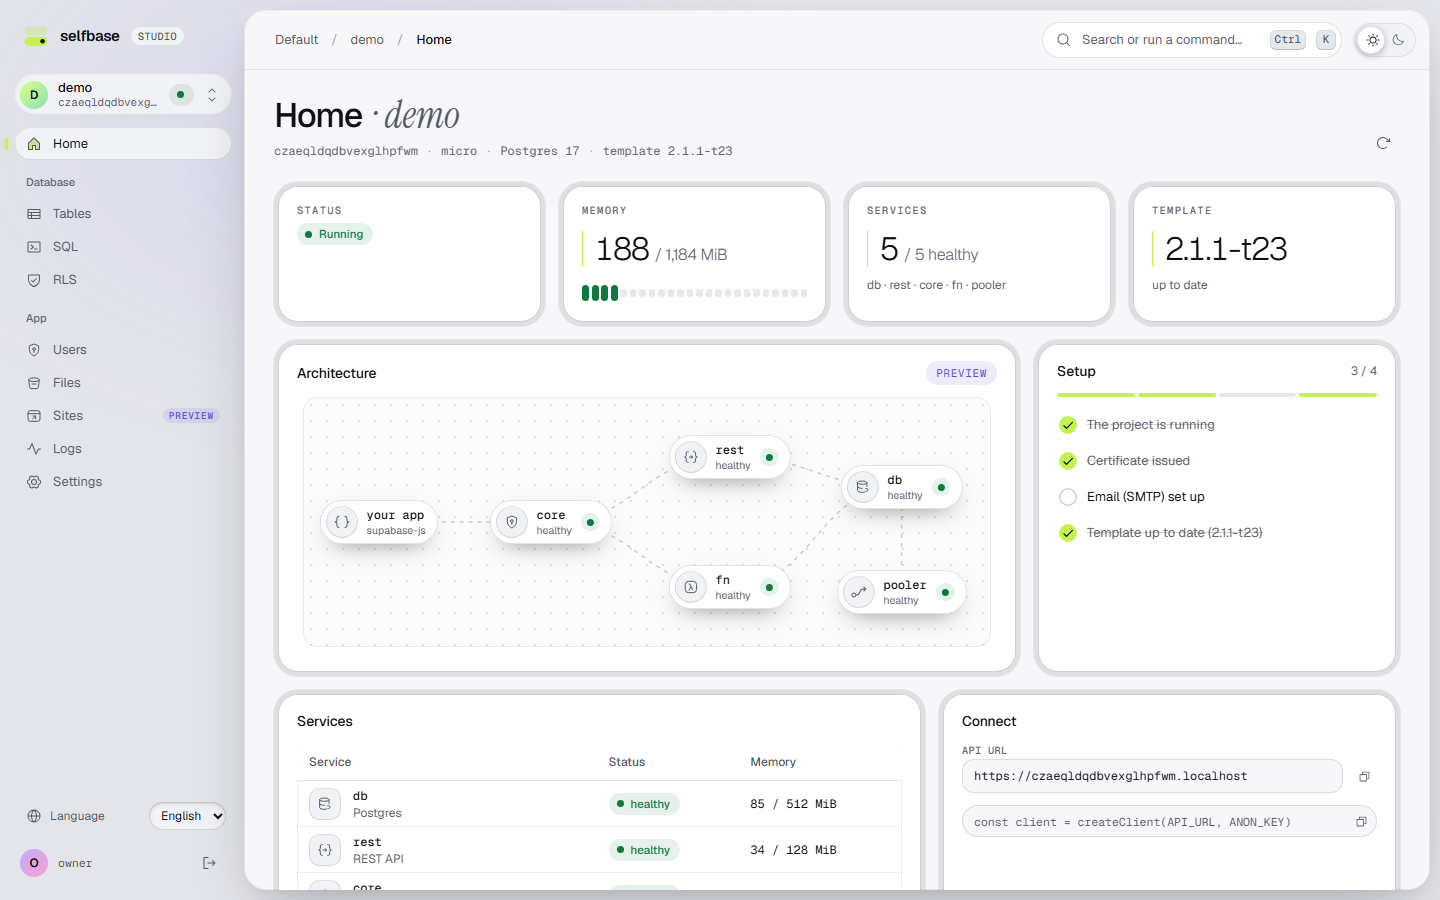 selfbase STUDIO
demo
czaeqldqdbvexg…
Home
Database
Tables
SQL
RLS
App
Users
Files
Sites PREVIEW
Logs
Settings
Language English
O owner
Default / demo / Home
Search or run a command… Ctrl K
Home · demo
czaeqldqdbvexglhpfwm · micro · Postgres 17 · template 2.1.1-t23
STATUS
Running
MEMORY
188 / 1,184 MiB
SERVICES
5 / 5 healthy
db · rest · core · fn · pooler
TEMPLATE
2.1.1-t23
up to date
Architecture PREVIEW
your app
supabase-js
core
healthy
rest
healthy
fn
healthy
db
healthy
pooler
healthy
Setup 3 / 4
The project is running
Certificate issued
Email (SMTP) set up
Template up to date (2.1.1-t23)
Services
Service Status Memory
db
Postgres
healthy
85 / 512 MiB
rest
REST API
healthy
34 / 128 MiB
core
Connect
API URL
https://czaeqldqdbvexglhpfwm.localhost
const client = createClient(API_URL, ANON_KEY)
D